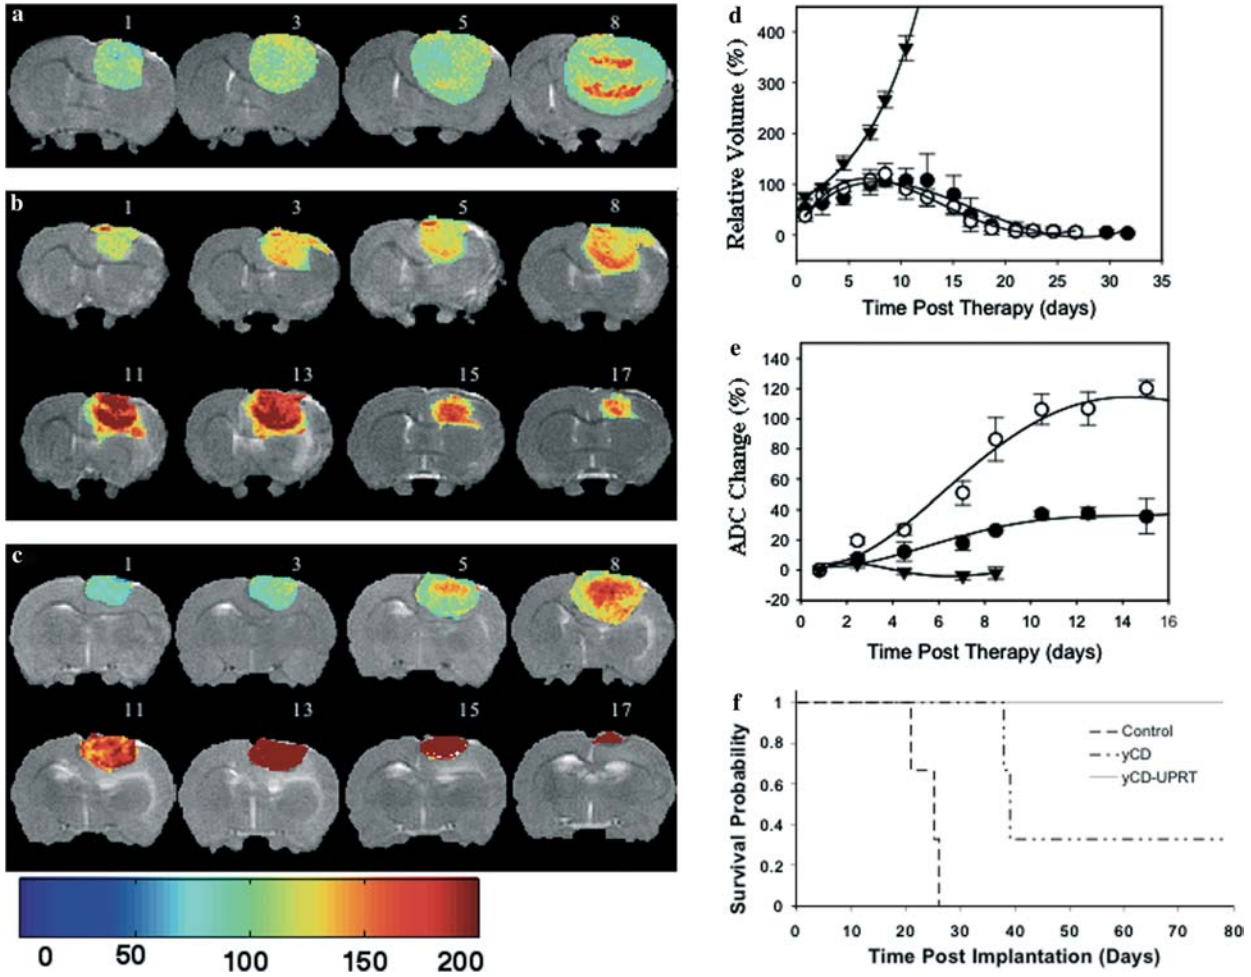 a
1 3 5 8
b
1 3 5 8
11 13 15 17
c
1 3 5 8
11 13 15 17
0 50 100 150 200
d
Relative Volume (%)
400
300
200
100
0
0 5 10 15 20 25 30 35
Time Post Therapy (days)
e
ADC Change (%)
140
120
100
80
60
40
20
0
-20
0 2 4 6 8 10 12 14 16
Time Post Therapy (days)
f
Survival Probability
1
0.8
0.6
0.4
0.2
0
Control
yCD
yCD-UPRT
0 10 20 30 40 50 60 70 80
Time Post Implantation (Days)